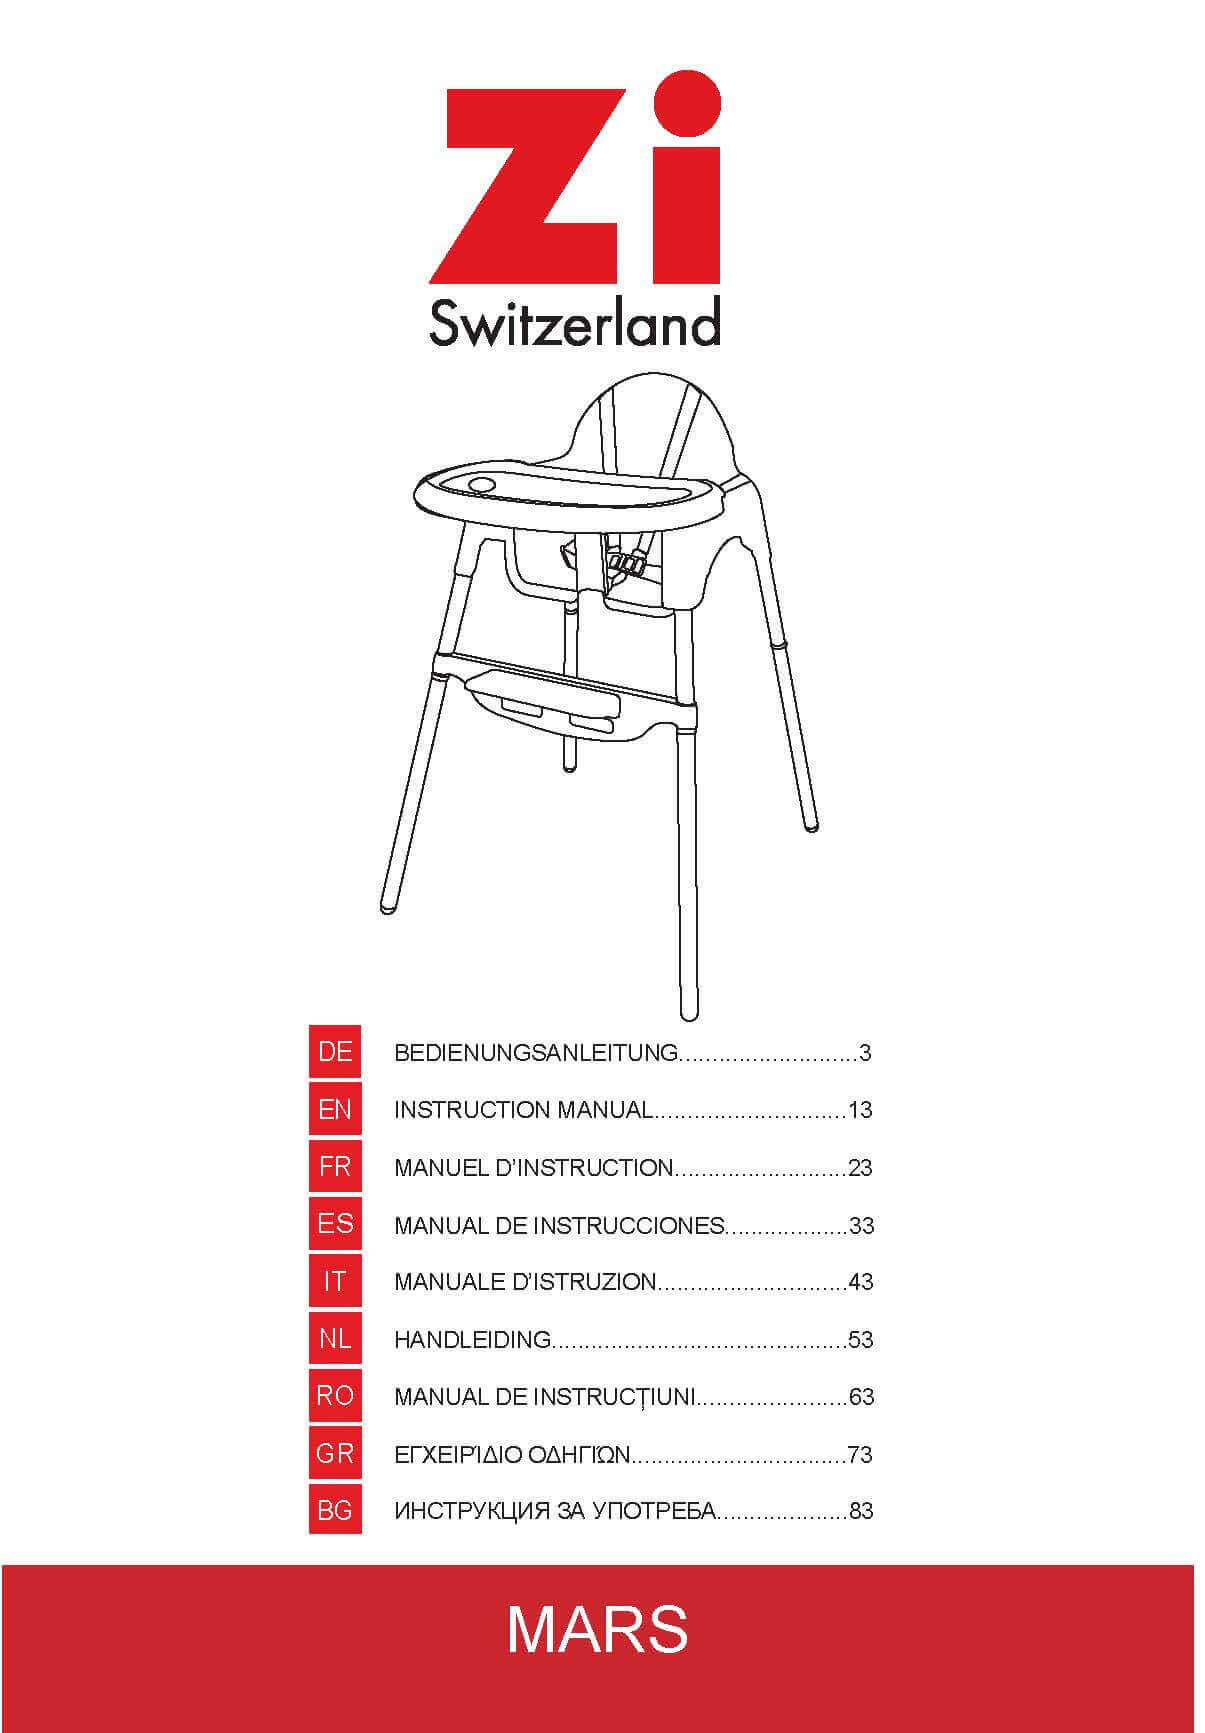 Zi
Switzerland
DE BEDIENUNGSANLEITUNG...........................3
EN INSTRUCTION MANUAL.............................13
FR MANUEL D’INSTRUCTION..........................23
ES MANUAL DE INSTRUCCIONES...................33
IT MANUALE D’ISTRUZION.............................43
NL HANDLEIDING.............................................53
RO MANUAL DE INSTRUCȚIUNI.......................63
GR ΕΓΧΕΙΡΊΔΙΟ ΟΔΗΓΙΏΝ.................................73
BG ИНСТРУКЦИЯ ЗА УПОТРЕБА....................83
MARS